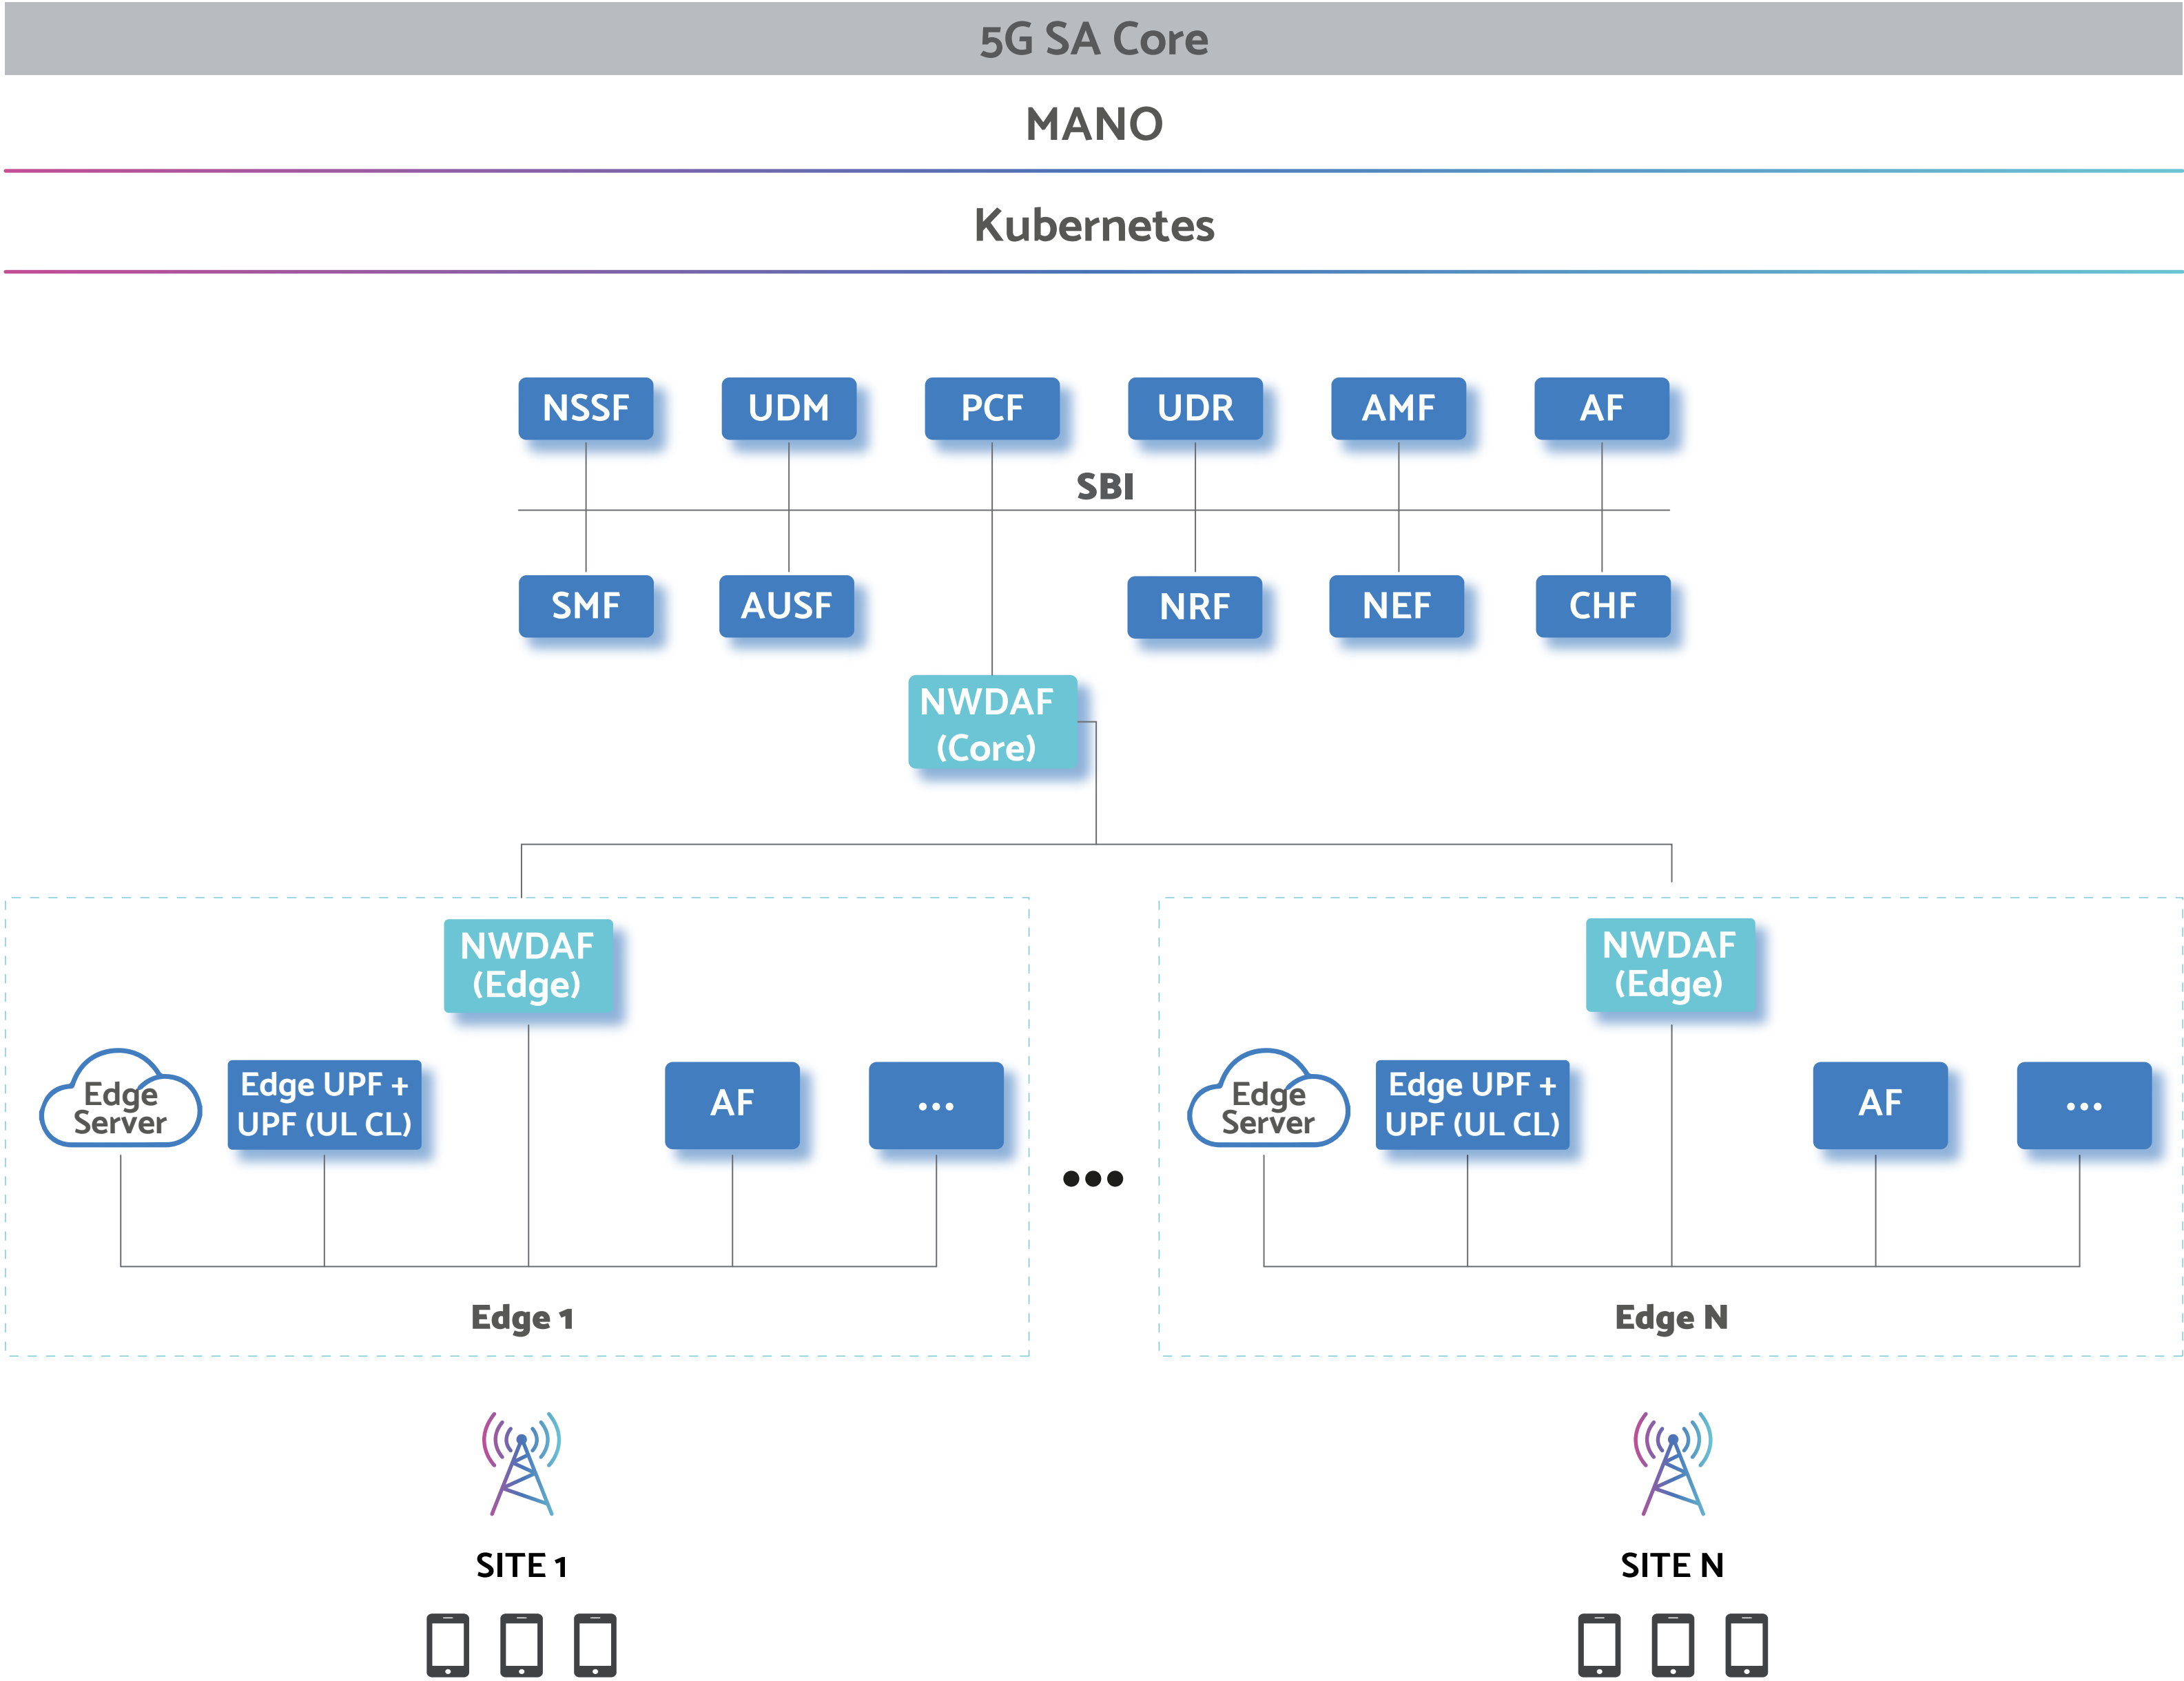 5G SA Core
MANO
Kubernetes
NSSF
UDM
PCF
UDR
AMF
AF
SBI
SMF
AUSF
NRF
NEF
CHF
NWDAF
(Core)
NWDAF
(Edge)
Edge
Server
Edge UPF +
UPF (UL CL)
AF
...
Edge 1
...
NWDAF
(Edge)
Edge
Server
Edge UPF +
UPF (UL CL)
AF
...
Edge N
SITE 1
SITE N